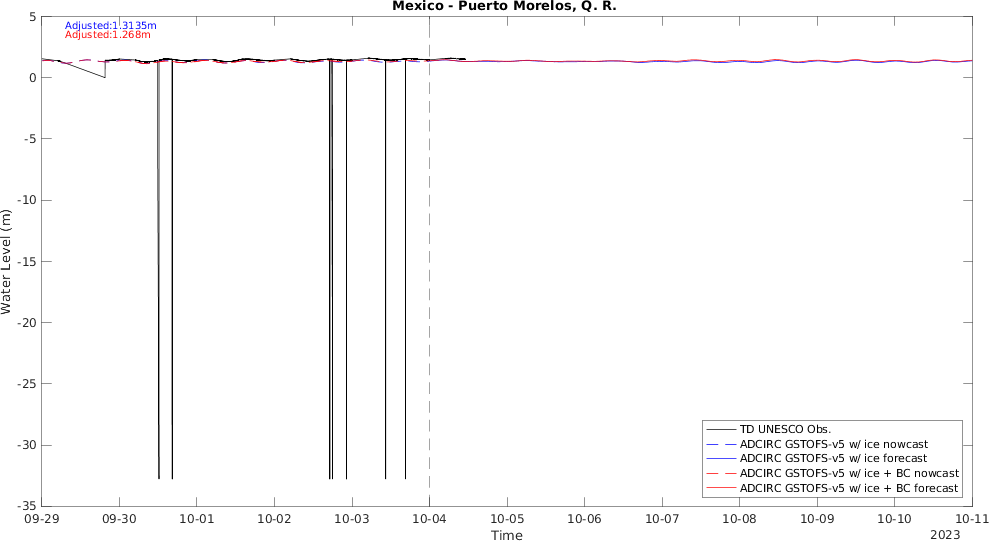 Mexico - Puerto Morelos, Q. R.
Adjusted:1.3135m
Adjusted:1.268m
5
0
-5
-10
-15
-20
-25
-30
-35
Water Level (m)
TD UNESCO Obs.
ADCIRC GSTOFS-v5 w/ ice nowcast
ADCIRC GSTOFS-v5 w/ ice forecast
ADCIRC GSTOFS-v5 w/ ice + BC nowcast
ADCIRC GSTOFS-v5 w/ ice + BC forecast
09-29 09-30 10-01 10-02 10-03 10-04 10-05 10-06 10-07 10-08 10-09 10-10 10-11
Time
2023